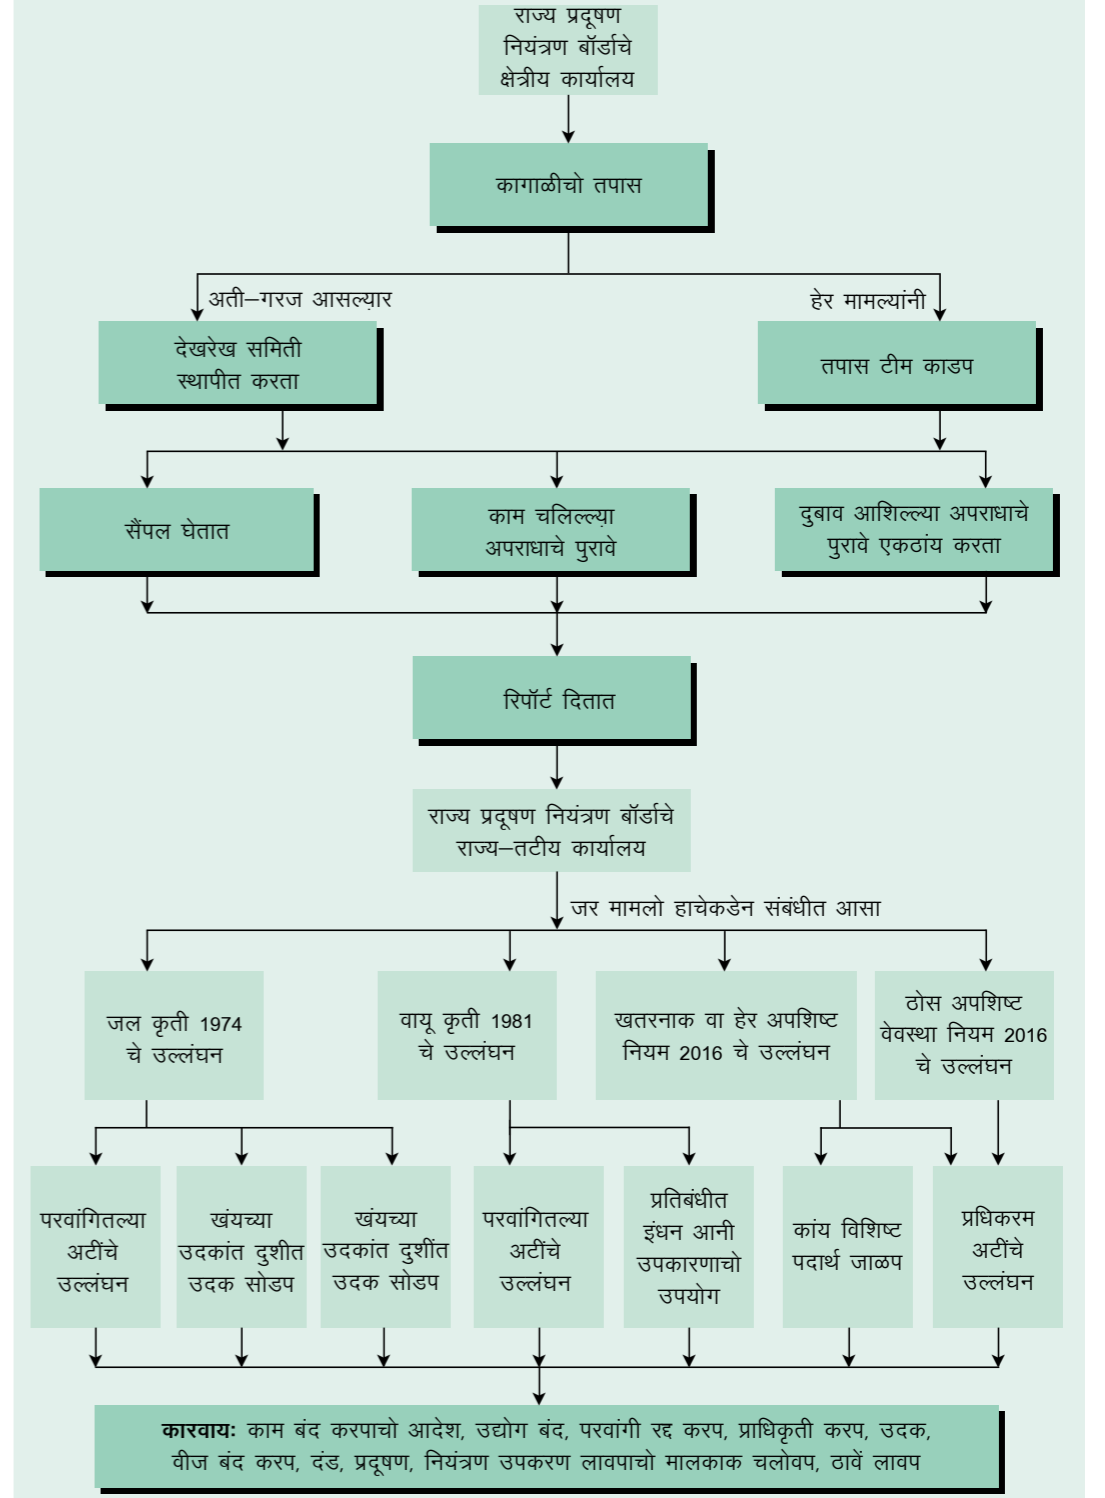 राज्य प्रदूषण
नियंत्रण बॉर्डाचे
क्षेत्रीय कार्यालय
कागाळीचो तपास
अती–गरज आसल्य़ार
हेर मामल्यांनी
देखरेख समिती
स्थापीत करता
तपास टीम काडप
सैंपल घेतात
काम चलिल्ल्य़ा
अपराधाचे पुरावे
दुबाव आशिल्ल्या अपराधाचे
पुरावे एकठांय करता
रिपॉर्ट दितात
राज्य प्रदूषण नियंत्रण बॉर्डाचे
राज्य–तटीय कार्यालय
जर मामलो हाचेकडेन संबंधीत आसा
जल कृती 1974
चे उल्लंघन
वायू कृती 1981
चे उल्लंघन
खतरनाक वा हेर अपशिष्ट
नियम 2016 चे उल्लंघन
ठोस अपशिष्ट
वेवस्था नियम 2016
चे उल्लंघन
परवांगितल्या
अटींचे
उल्लंघन
खंयच्या
उदकांत दुशीत
उदक सोडप
खंयच्या
उदकांत दुशींत
उदक सोडप
परवांगितल्या
अटींचे
उल्लंघन
प्रतिबंधीत
इंधन आनी
उपकारणाचो
उपयोग
कांय विशिष्ट
पदार्थ जाळप
प्रधिकरम
अटींचे
उल्लंघन
कारवायः काम बंद करपाचो आदेश, उद्योग बंद, परवांगी रद्द करप, प्राधिकृती करप, उदक,
वीज बंद करप, दंड, प्रदूषण, नियंत्रण उपकरण लावपाचो मालकाक चलोवप, ठावें लावप